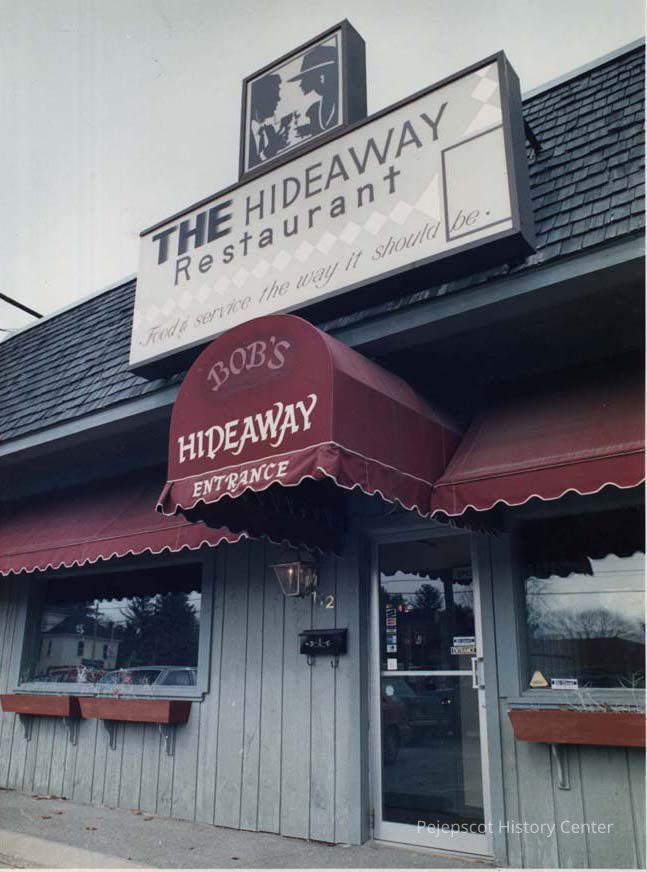 THE HIDEAWAY
Restaurant
Food & service the way it should be.
BOB'S
HIDEAWAY
ENTRANCE
ENTRANCE
Pejepscot History Center